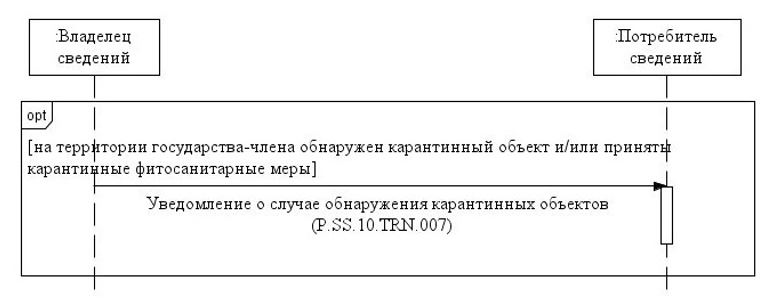 :Владелец
сведений
:Потребитель
сведений
opt
[на территории государства-члена обнаружен карантинный объект и/или приняты
карантинные фитосанитарные меры]
Уведомление о случае обнаружения карантинных объектов
(P.SS.10.TRN.007)